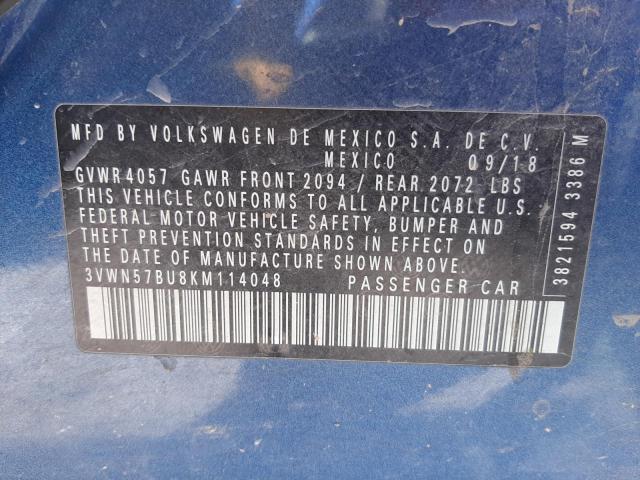 MFD BY VOLKSWAGEN DE MEXICO S.A. DE C.V.
MEXICO 09/18
GVWR 4057 GAWR FRONT 2094 / REAR 2072 LBS
THIS VEHICLE CONFORMS TO ALL APPLICABLE U.S.
FEDERAL MOTOR VEHICLE SAFETY, BUMPER AND
THEFT PREVENTION STANDARDS IN EFFECT ON
THE DATE OF MANUFACTURE SHOWN ABOVE.
3VWN57BU8KM114048 PASSENGER CAR
3821594 3386 M